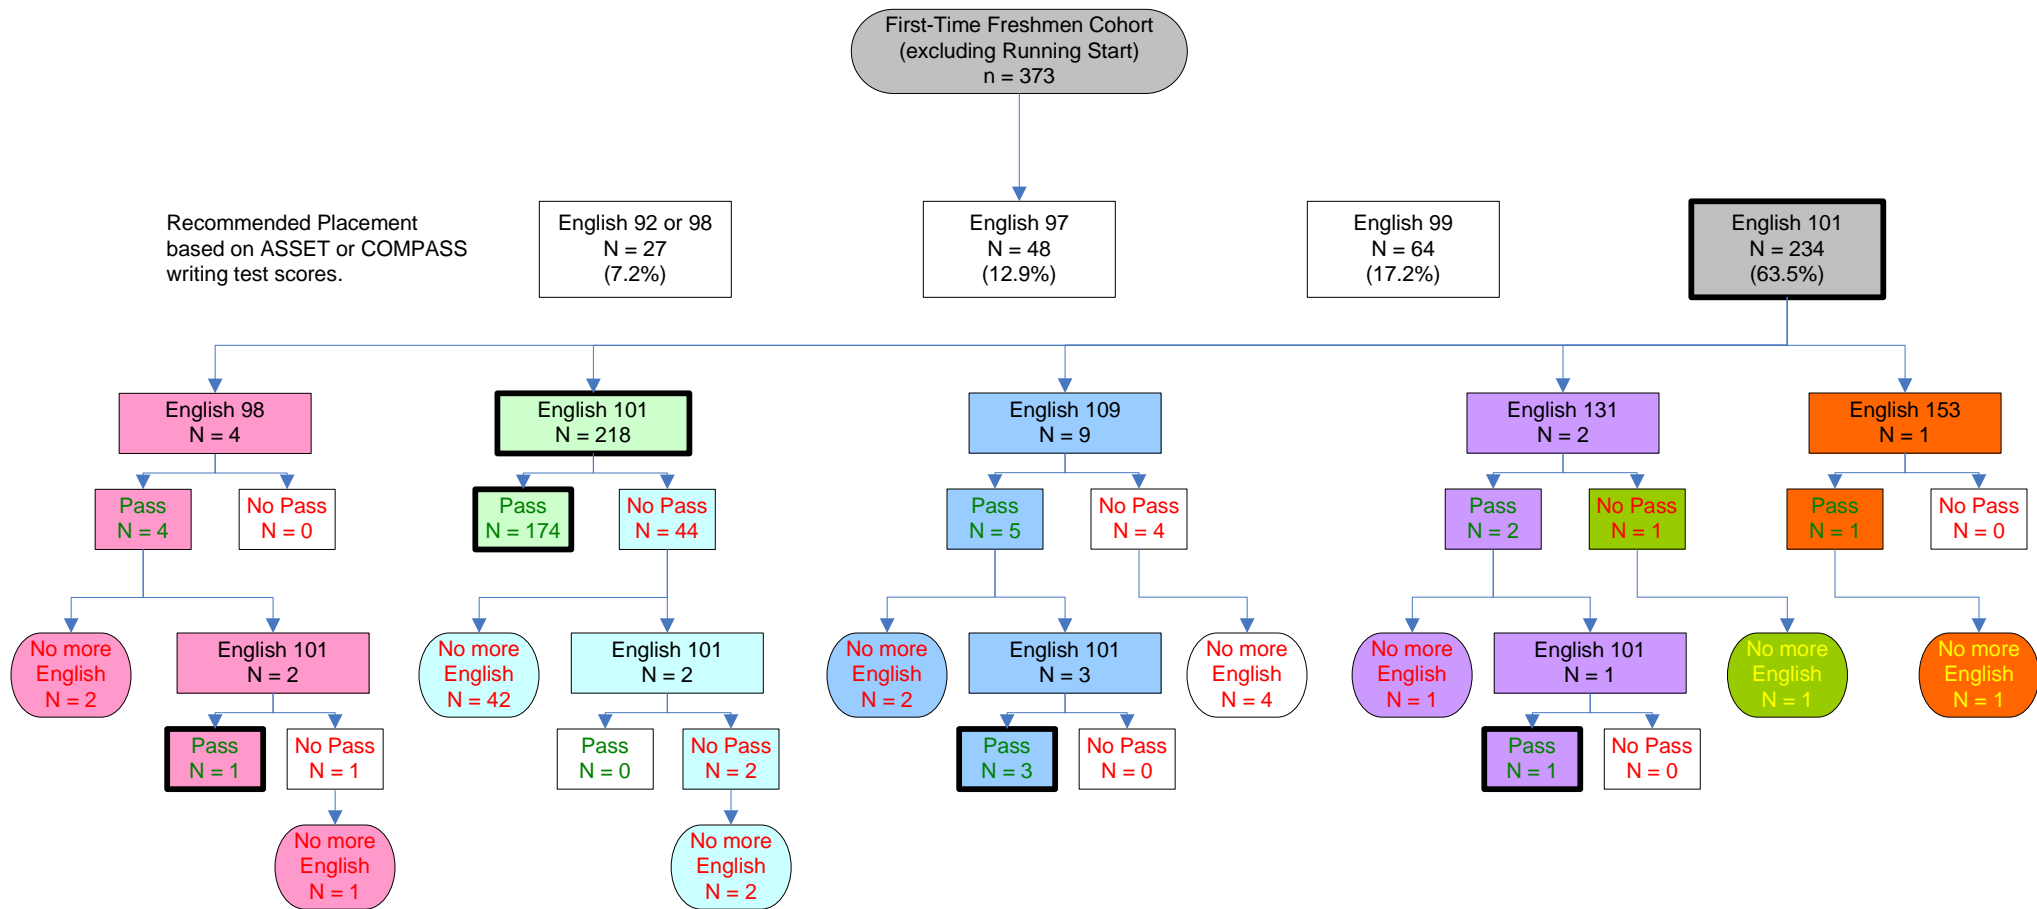 First-Time Freshmen Cohort
(excluding Running Start)
n = 373
Recommended Placement
based on ASSET or COMPASS
writing test scores.
English 92 or 98
N = 27
(7.2%)
English 97
N = 48
(12.9%)
English 99
N = 64
(17.2%)
English 101
N = 234
(63.5%)
English 98
N = 4
English 101
N = 218
English 109
N = 9
English 131
N = 2
English 153
N = 1
Pass
N = 4
No Pass
N = 0
Pass
N = 174
No Pass
N = 44
Pass
N = 5
No Pass
N = 4
Pass
N = 2
No Pass
N = 1
Pass
N = 1
No Pass
N = 0
No more
English
N = 2
English 101
N = 2
No more
English
N = 42
English 101
N = 2
No more
English
N = 2
English 101
N = 3
No more
English
N = 4
No more
English
N = 1
English 101
N = 1
No more
English
N = 1
No more
English
N = 1
Pass
N = 1
No Pass
N = 1
Pass
N = 0
No Pass
N = 2
Pass
N = 3
No Pass
N = 0
Pass
N = 1
No Pass
N = 0
No more
English
N = 1
No more
English
N = 2